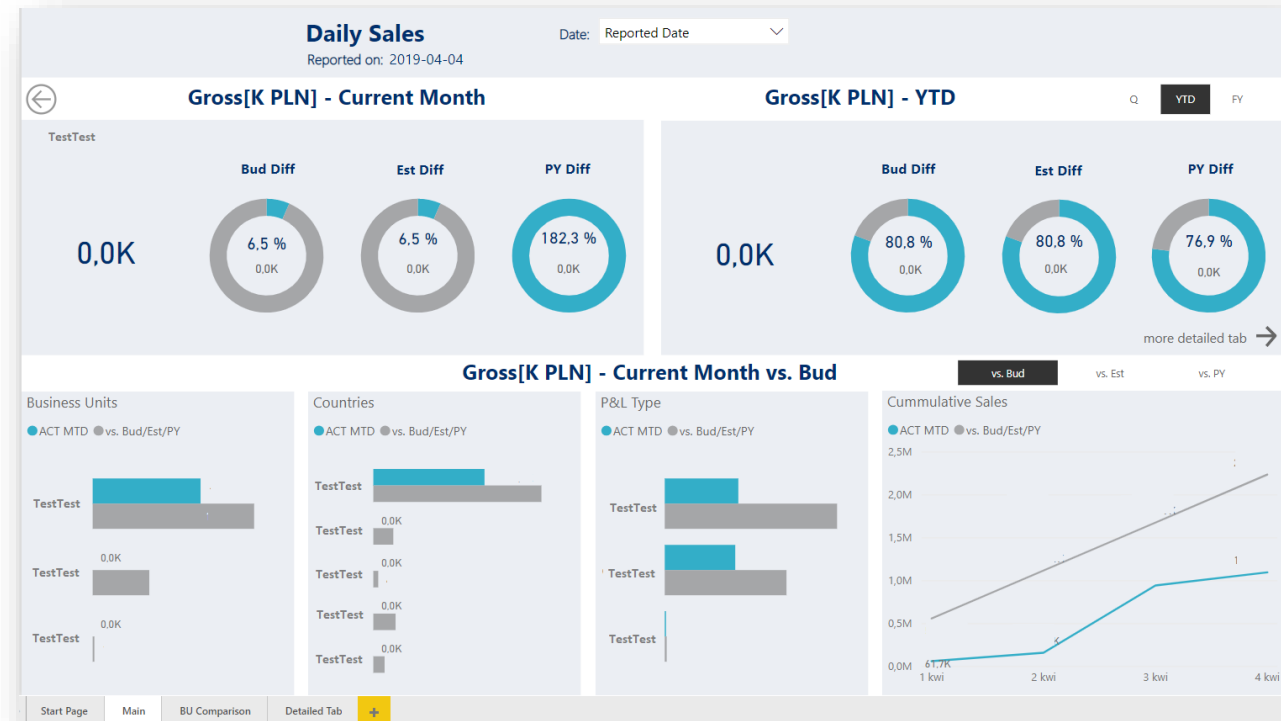 Daily Sales
Date: Reported Date
Reported on: 2019-04-04
Gross[K PLN] - Current Month
Gross[K PLN] - YTD
Q YTD FY
TestTest
Bud Diff Est Diff PY Diff
0,0K
6,5 %
0,0K
6,5 %
0,0K
182,3 %
0,0K
Bud Diff Est Diff PY Diff
0,0K
80,8 %
0,0K
80,8 %
0,0K
76,9 %
0,0K
more detailed tab
Gross[K PLN] - Current Month vs. Bud
vs. Bud vs. Est vs. PY
Business Units
ACT MTD vs. Bud/Est/PY
TestTest
0,0K
TestTest
0,0K
TestTest
Countries
ACT MTD vs. Bud/Est/PY
TestTest
0,0K
TestTest
0,0K
TestTest
0,0K
TestTest
0,0K
TestTest
P&L Type
ACT MTD vs. Bud/Est/PY
TestTest
TestTest
TestTest
Cummulative Sales
ACT MTD vs. Bud/Est/PY
2,5M
2,0M
1,5M
1
1,0M
0,5M
0,0M
61,7K
1 kwi 2 kwi 3 kwi 4 kwi
Start Page Main BU Comparison Detailed Tab +